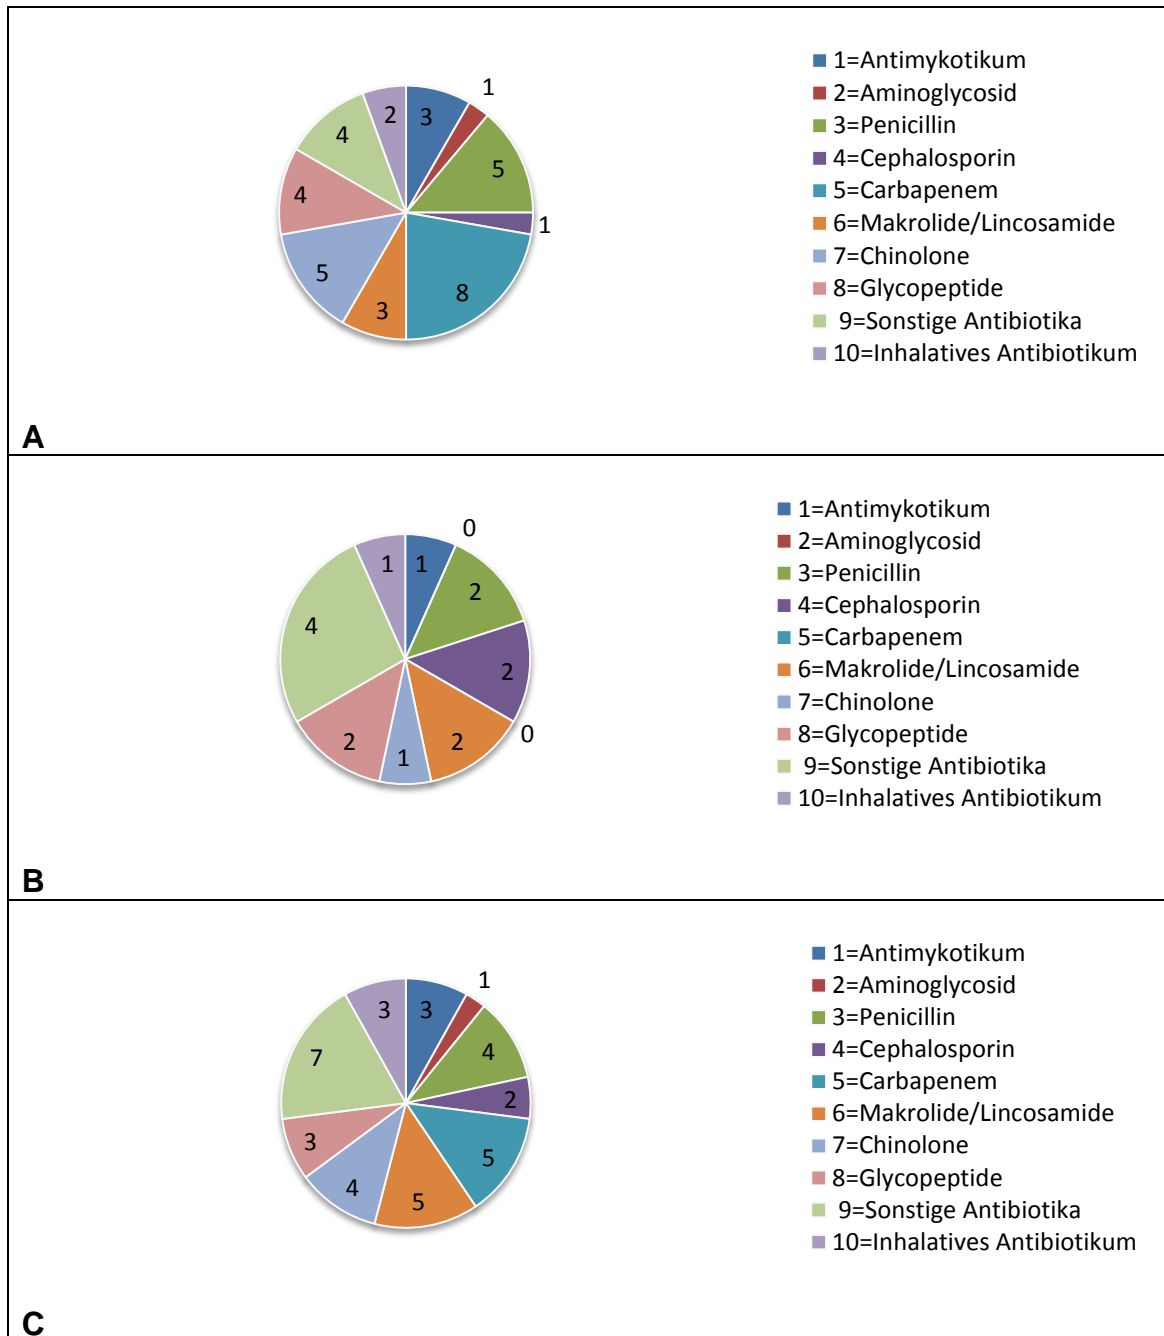 1
3
5
1
8
3
5
4
4
2
1=Antimykotikum
2=Aminoglycosid
3=Penicillin
4=Cephalosporin
5=Carbapenem
6=Makrolide/Lincosamide
7=Chinolone
8=Glycopeptide
9=Sonstige Antibiotika
10=Inhalatives Antibiotikum
A
1
0
2
2
0
2
1
2
4
1
1=Antimykotikum
2=Aminoglycosid
3=Penicillin
4=Cephalosporin
5=Carbapenem
6=Makrolide/Lincosamide
7=Chinolone
8=Glycopeptide
9=Sonstige Antibiotika
10=Inhalatives Antibiotikum
B
3
1
4
2
5
5
4
3
7
3
1=Antimykotikum
2=Aminoglycosid
3=Penicillin
4=Cephalosporin
5=Carbapenem
6=Makrolide/Lincosamide
7=Chinolone
8=Glycopeptide
9=Sonstige Antibiotika
10=Inhalatives Antibiotikum
C